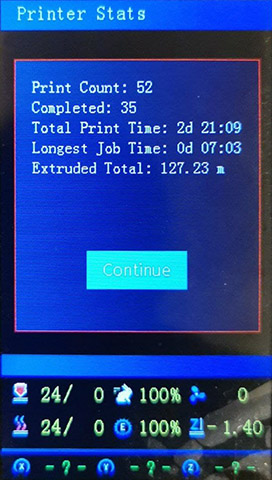 Printer Stats
Print Count: 52
Completed: 35
Total Print Time: 2d 21:09
Longest Job Time: 0d 07:03
Extruded Total: 127.23 m
Continue
24/ 0 100% 0
24/ 0 E 100% Z -1.40
X -?- Y -?- Z -?-